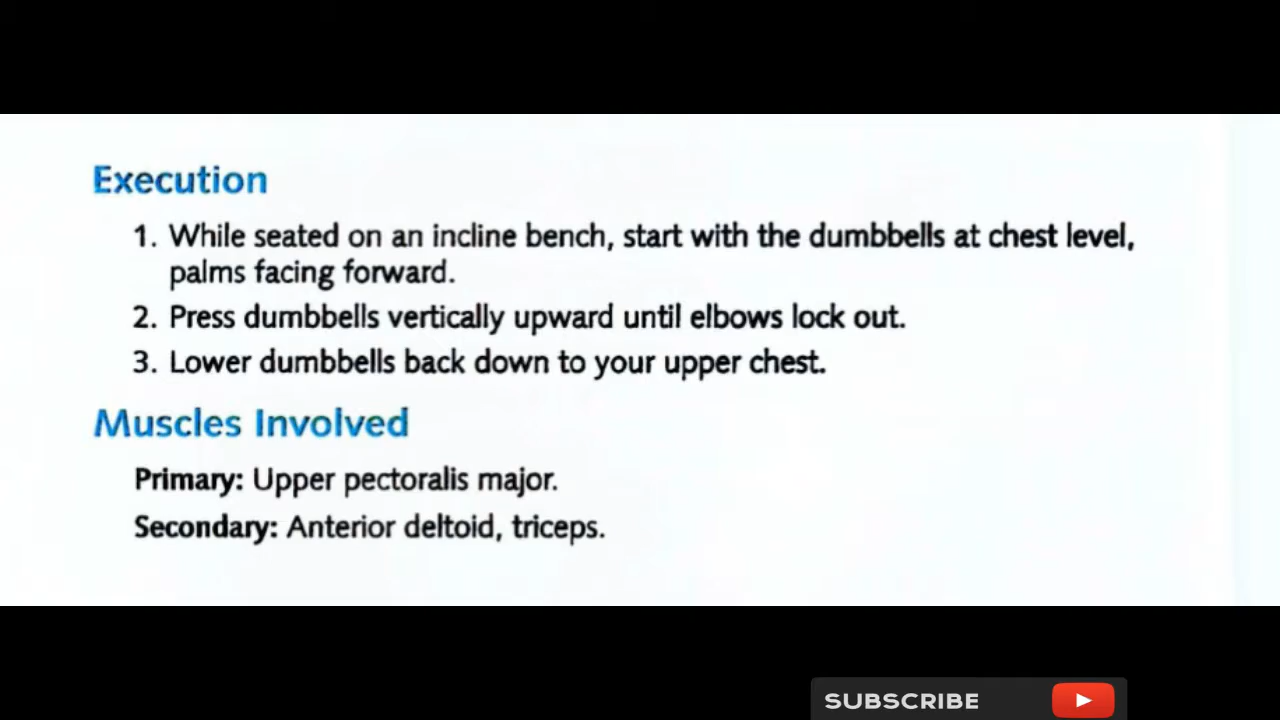 Execution
1. While seated on an incline bench, start with the dumbbells at chest level,
palms facing forward.
2. Press dumbbells vertically upward until elbows lock out.
3. Lower dumbbells back down to your upper chest.
Muscles Involved
Primary: Upper pectoralis major.
Secondary: Anterior deltoid, triceps.
SUBSCRIBE